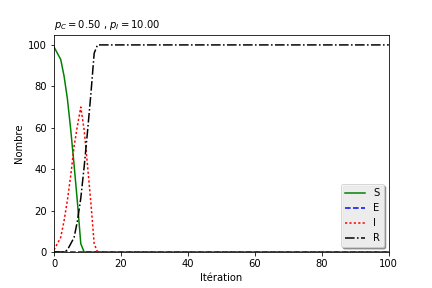 p_C = 0.50 , p_I = 10.00
100
80
60
40
20
0
Nombre
S
E
I
R
0 20 40 60 80 100
Itération